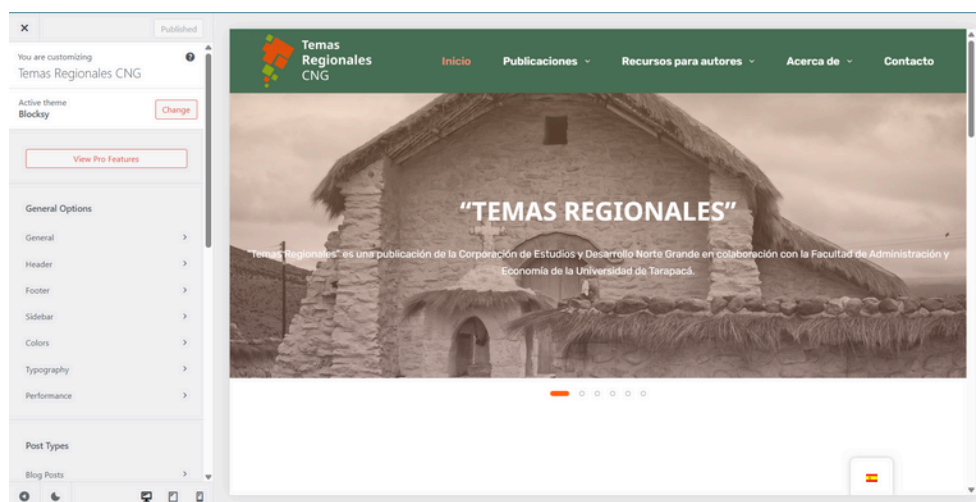 Published
You are customizing
Temas Regionales CNG
Active theme
Blocksy
Change
View Pro Features
General Options
General
Header
Footer
Sidebar
Colors
Typography
Performance
Post Types
Blog Posts
Temas
Regionales
CNG
Inicio Publicaciones Recursos para autores Acerca de Contacto
“TEMAS REGIONALES”
"Temas Regionales" es una publicación de la Corporación de Estudios y Desarrollo Norte Grande en colaboración con la Facultad de Administración y
Economía de la Universidad de Tarapacá.